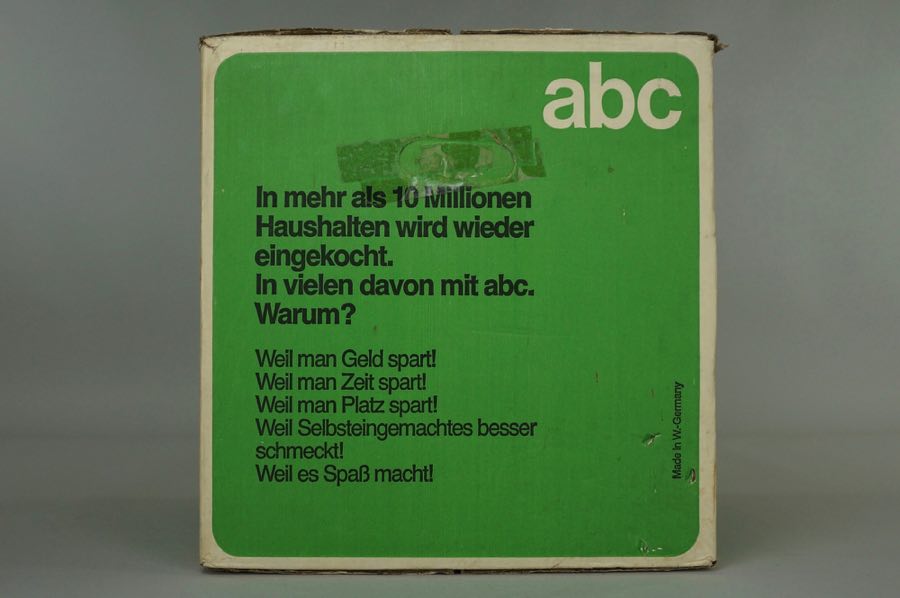 abc
In mehr als 10 Millionen
Haushalten wird wieder
eingekocht.
In vielen davon mit abc.
Warum?
Weil man Geld spart!
Weil man Zeit spart!
Weil man Platz spart!
Weil Selbsteingemachtes besser
schmeckt!
Weil es Spaß macht!
Made In W.-Germany